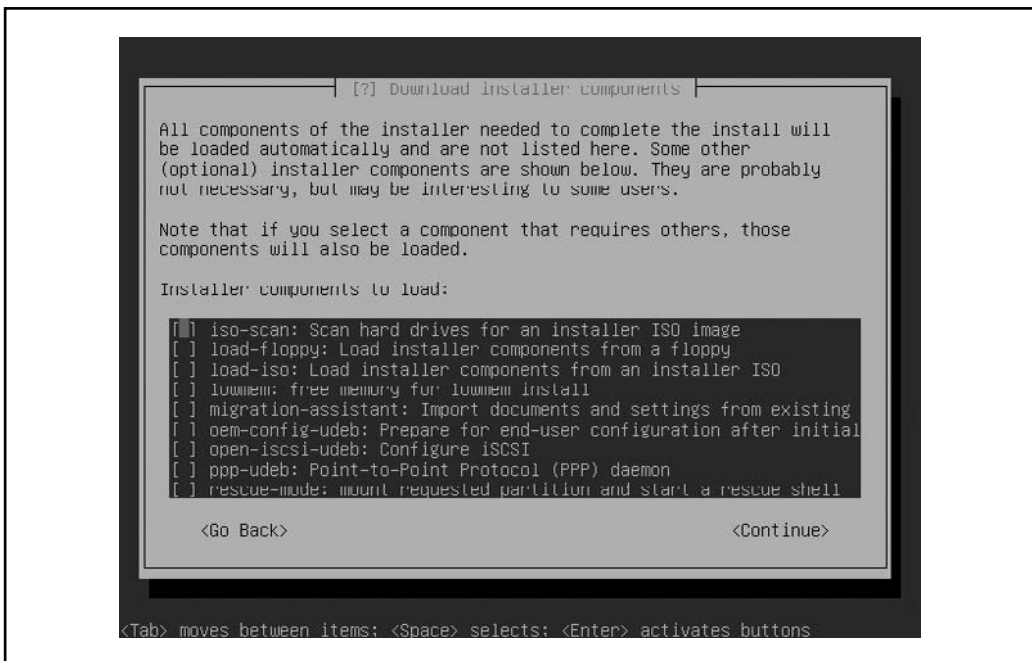 [?] Download installer components
All components of the installer needed to complete the install will
be loaded automatically and are not listed here. Some other
(optional) installer components are shown below. They are probably
not necessary, but may be interesting to some users.
Note that if you select a component that requires others, those
components will also be loaded.
Installer components to load:
[ ] iso-scan: Scan hard drives for an installer ISO image
[ ] load-floppy: Load installer components from a floppy
[ ] load-iso: Load installer components from an installer ISO
[ ] lowmem: free memory for lowmem install
[ ] migration-assistant: Import documents and settings from existing
[ ] oem-config-udeb: Prepare for end-user configuration after initial
[ ] open-iscsi-udeb: Configure iSCSI
[ ] ppp-udeb: Point-to-Point Protocol (PPP) daemon
[ ] rescue-mode: mount requested partition and start a rescue shell
<Go Back> <Continue>
<Tab> moves between items; <Space> selects; <Enter> activates buttons